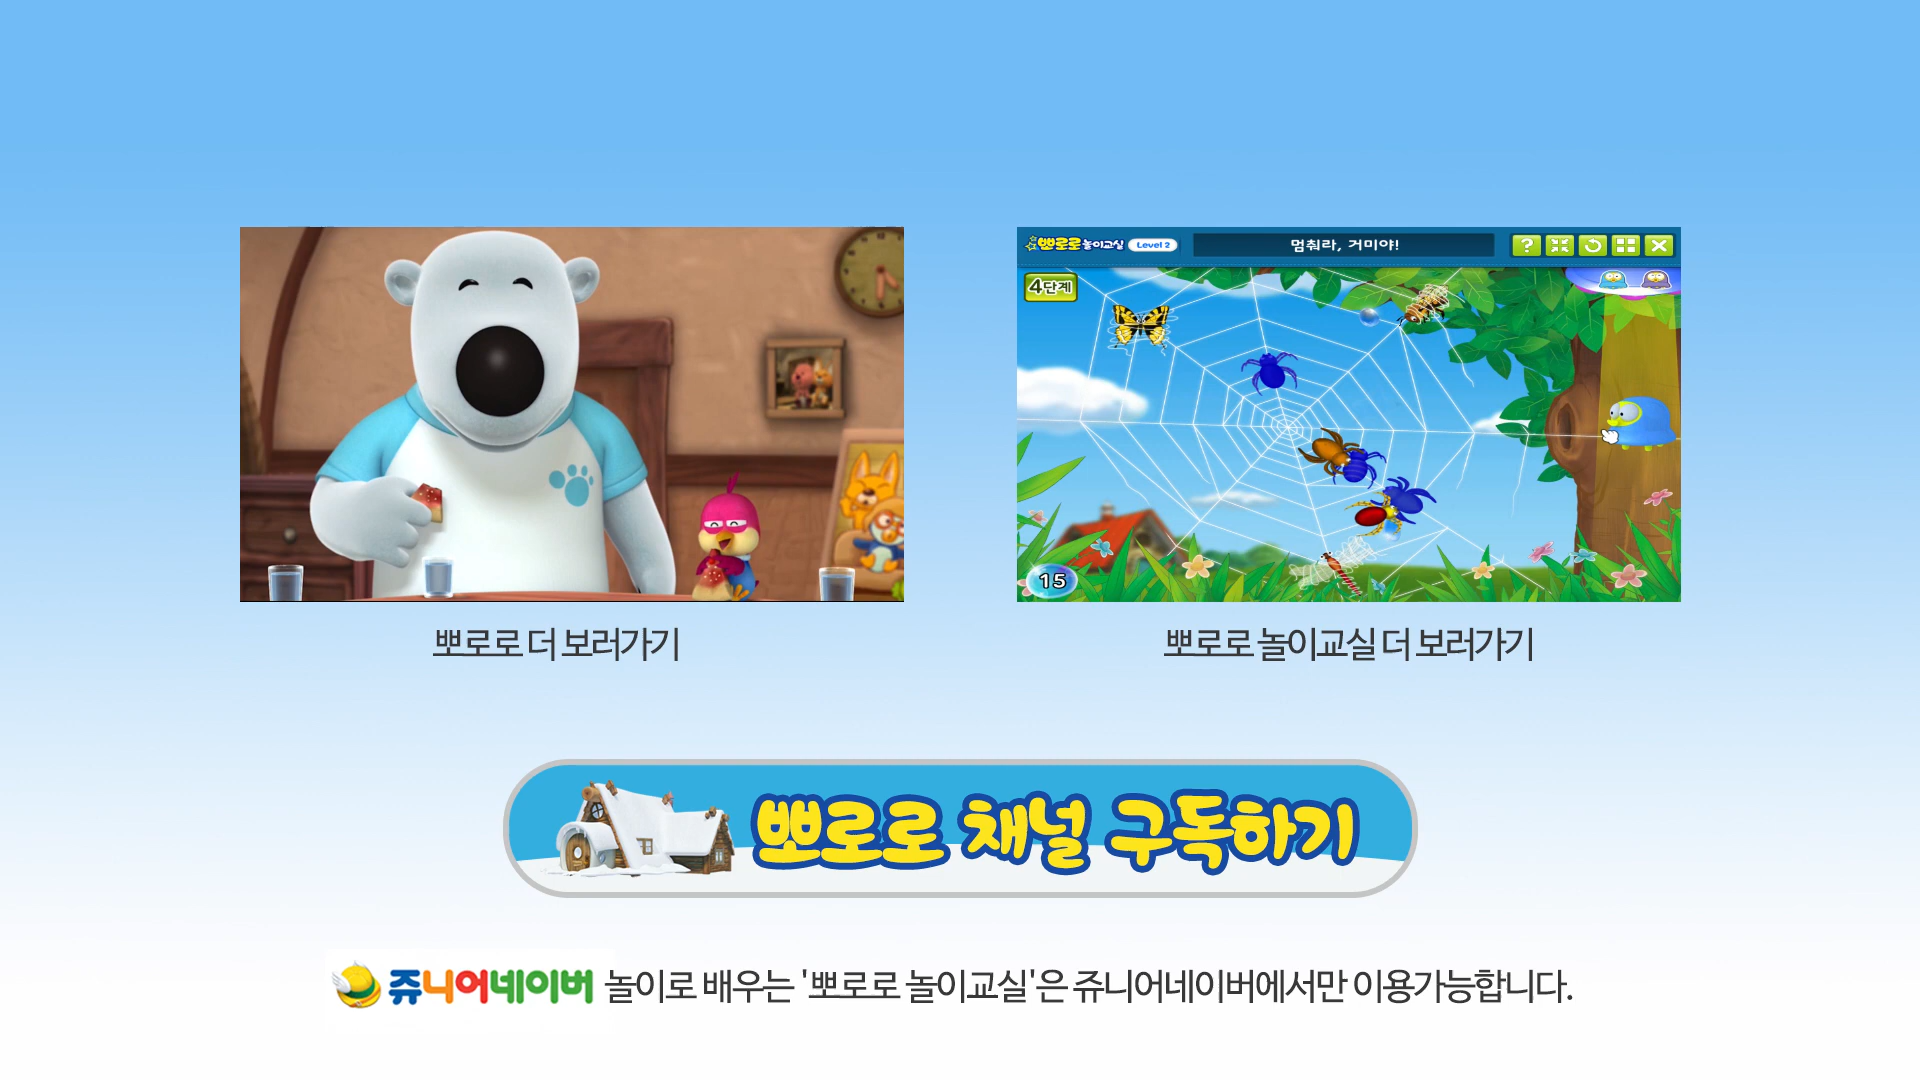 뽀로로놀이교실 Level 2
멈춰라, 거미야!
?
4단계
15
뽀로로 더 보러가기
뽀로로 놀이교실 더 보러가기
뽀로로 채널 구독하기
쥬니어네이버 놀이로 배우는 '뽀로로 놀이교실'은 쥬니어네이버에서만 이용가능합니다.